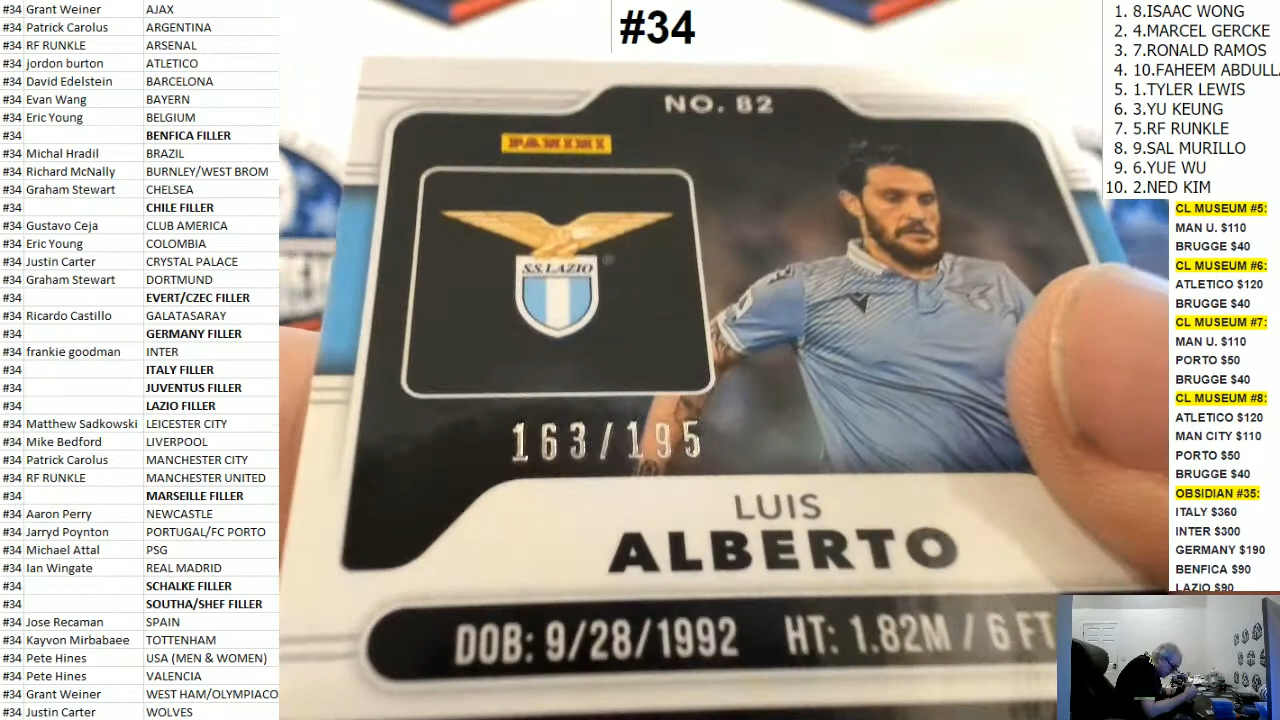 #34 Grant Weiner AJAX
#34 Patrick Carolus ARGENTINA
#34 RF RUNKLE ARSENAL
#34 jordon burton ATLETICO
#34 David Edelstein BARCELONA
#34 Evan Wang BAYERN
#34 Eric Young BELGIUM
#34 BENFICA FILLER
#34 Michal Hradil BRAZIL
#34 Richard McNally BURNLEY/WEST BROM
#34 Graham Stewart CHELSEA
#34 CHILE FILLER
#34 Gustavo Ceja CLUB AMERICA
#34 Eric Young COLOMBIA
#34 Justin Carter CRYSTAL PALACE
#34 Graham Stewart DORTMUND
#34 EVERT/CZEC FILLER
#34 Ricardo Castillo GALATASARAY
#34 GERMANY FILLER
#34 frankie goodman INTER
#34 ITALY FILLER
#34 JUVENTUS FILLER
#34 LAZIO FILLER
#34 Matthew Sadkowski LEICESTER CITY
#34 Mike Bedford LIVERPOOL
#34 Patrick Carolus MANCHESTER CITY
#34 RF RUNKLE MANCHESTER UNITED
#34 MARSEILLE FILLER
#34 Aaron Perry NEWCASTLE
#34 Jarryd Poynton PORTUGAL/FC PORTO
#34 Michael Attal PSG
#34 Ian Wingate REAL MADRID
#34 SCHALKE FILLER
#34 SOUTHA/SHEF FILLER
#34 Jose Recaman SPAIN
#34 Kayvon Mirbabaee TOTTENHAM
#34 Pete Hines USA (MEN & WOMEN)
#34 Pete Hines VALENCIA
#34 Grant Weiner WEST HAM/OLYMPIACO
#34 Justin Carter WOLVES
#34
NO. 82
PANINI
S.S.LAZIO ®
163/195
LUIS
ALBERTO
DOB: 9/28/1992 HT: 1.82M / 6 FT
1. 8.ISAAC WONG
2. 4.MARCEL GERCKE
3. 7.RONALD RAMOS
4. 10.FAHEEM ABDULLA
5. 1.TYLER LEWIS
6. 3.YU KEUNG
7. 5.RF RUNKLE
8. 9.SAL MURILLO
9. 6.YUE WU
10. 2.NED KIM
CL MUSEUM #5:
MAN U. $110
BRUGGE $40
CL MUSEUM #6:
ATLETICO $120
BRUGGE $40
CL MUSEUM #7:
MAN U. $110
PORTO $50
BRUGGE $40
CL MUSEUM #8:
ATLETICO $120
MAN CITY $110
PORTO $50
BRUGGE $40
OBSIDIAN #35:
ITALY $360
INTER $300
GERMANY $190
BENFICA $90
LAZIO $90